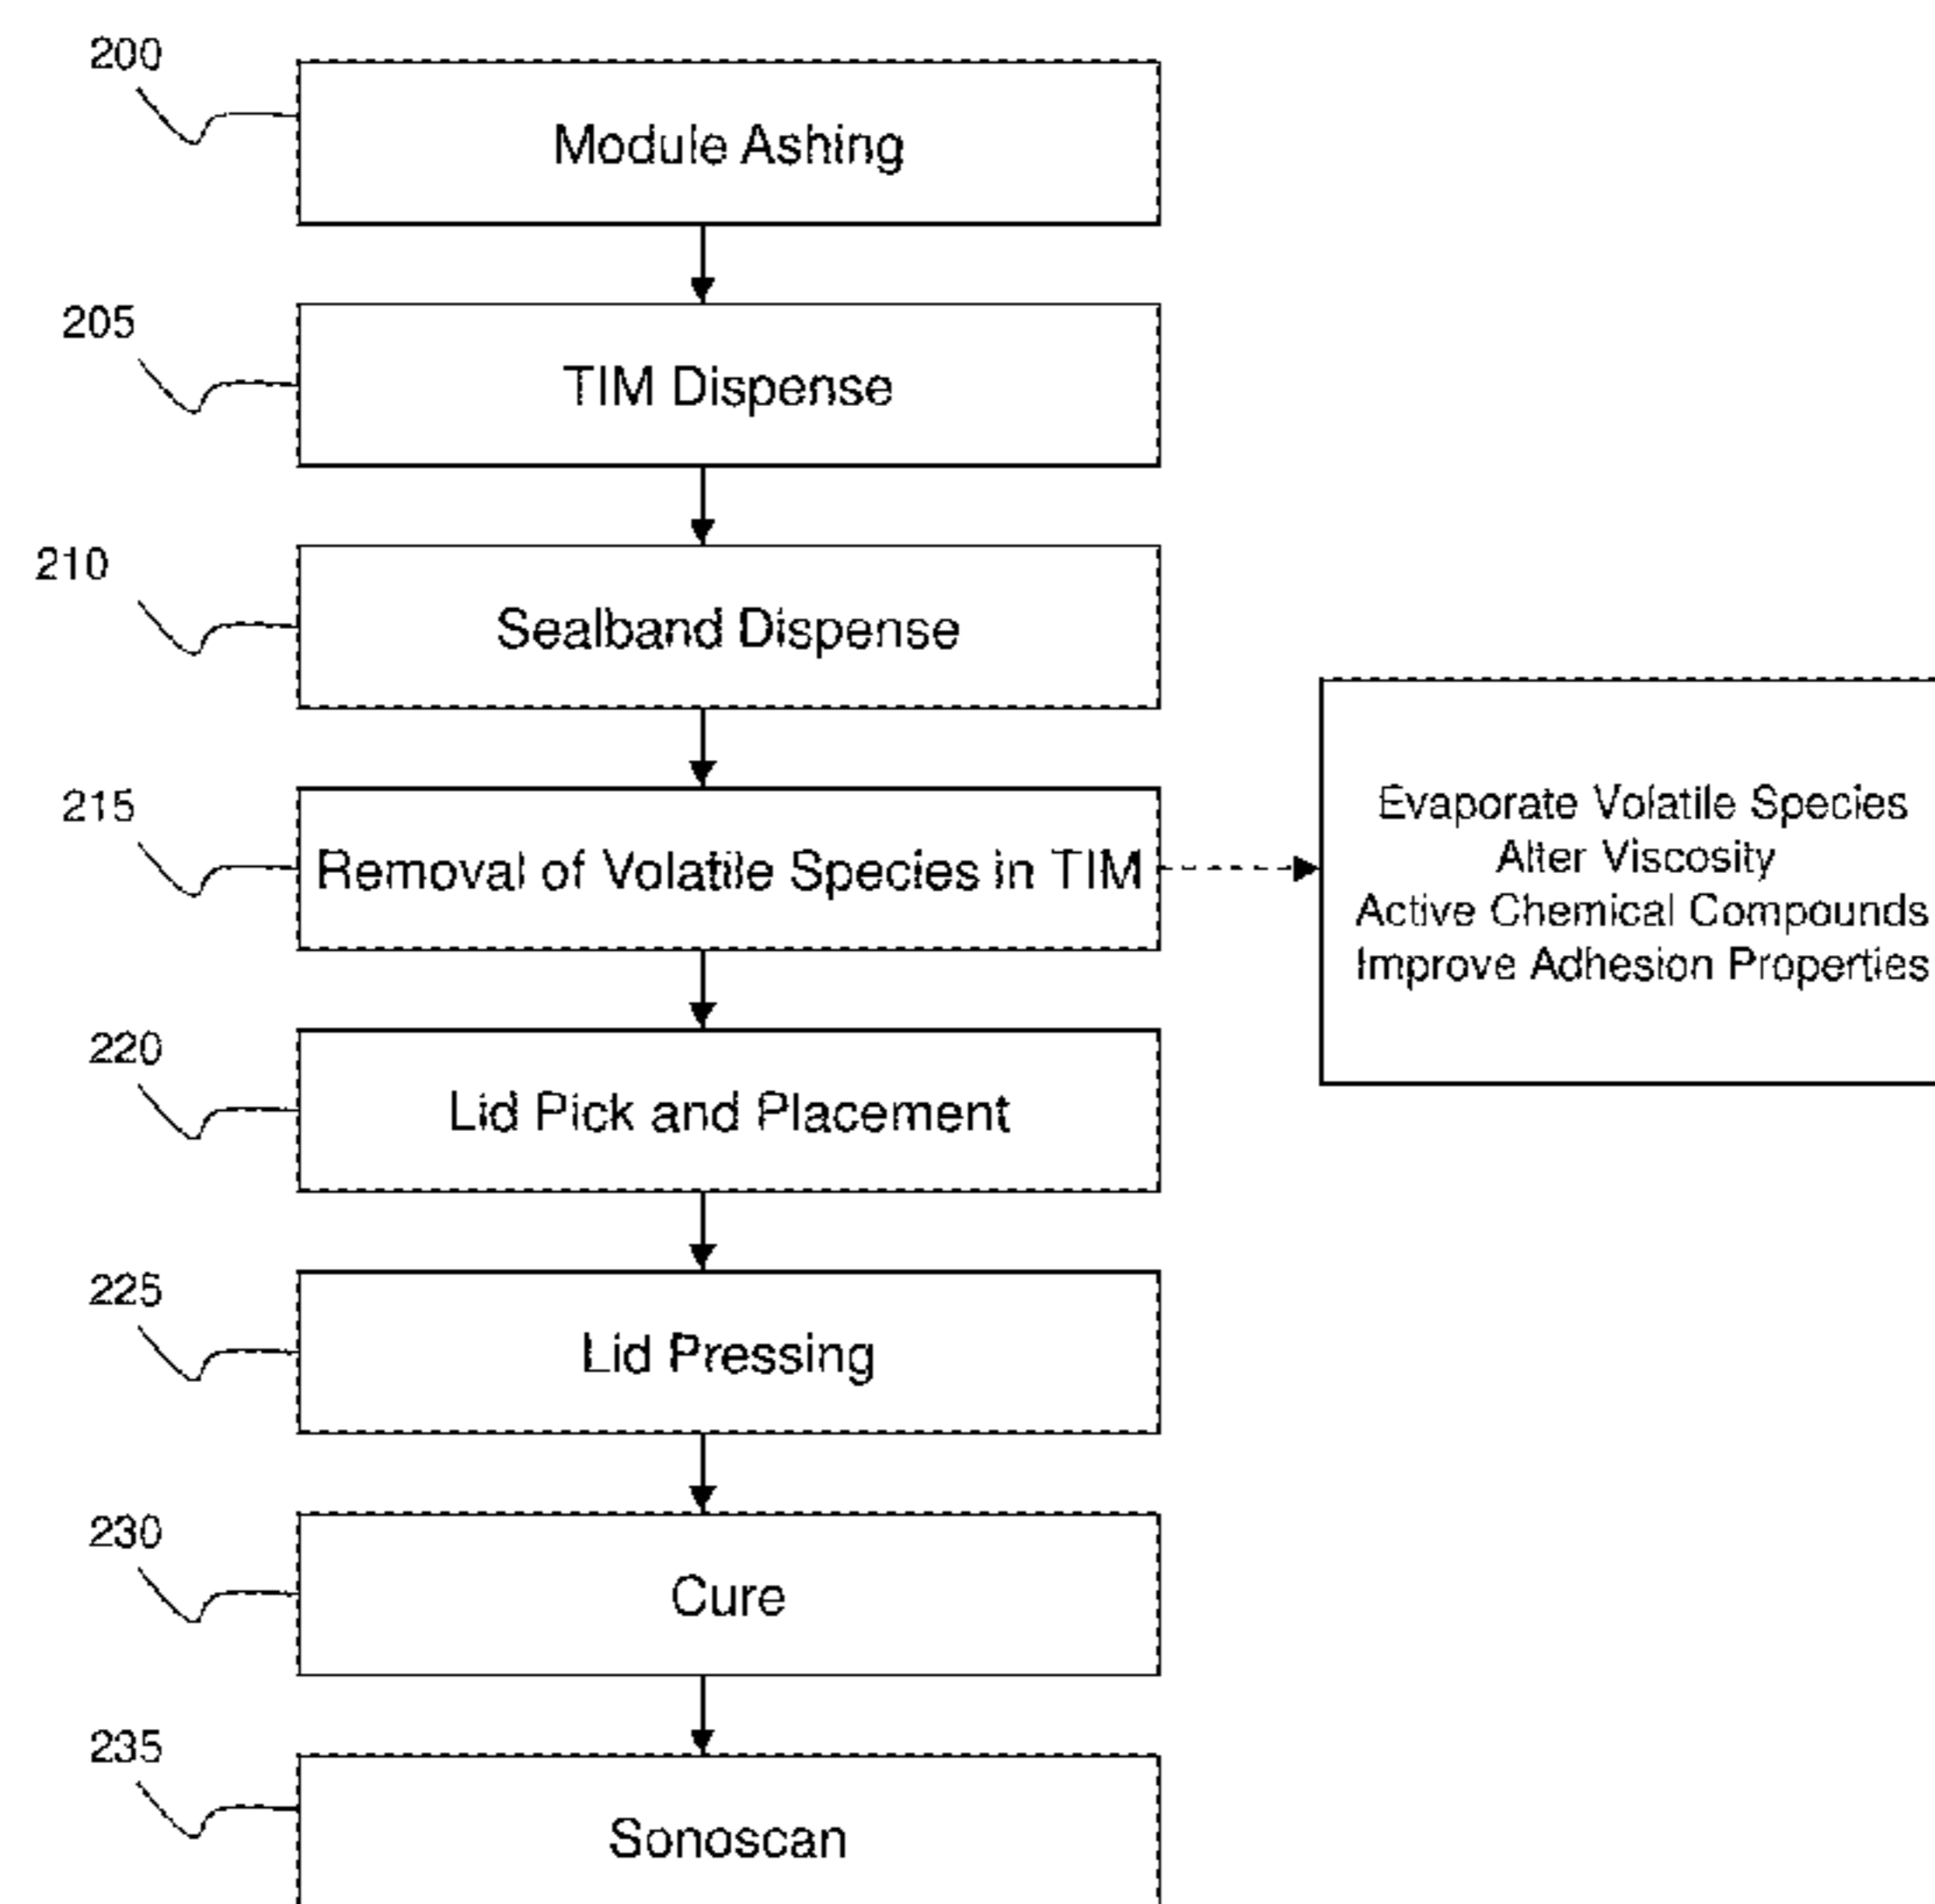 200
Module Ashing
205
TIM Dispense
210
Sealband Dispense
215
Removal of Volatile Species in TIM
Evaporate Volatile Species
Alter Viscosity
Active Chemical Compounds
Improve Adhesion Properties
220
Lid Pick and Placement
225
Lid Pressing
230
Cure
235
Sonoscan